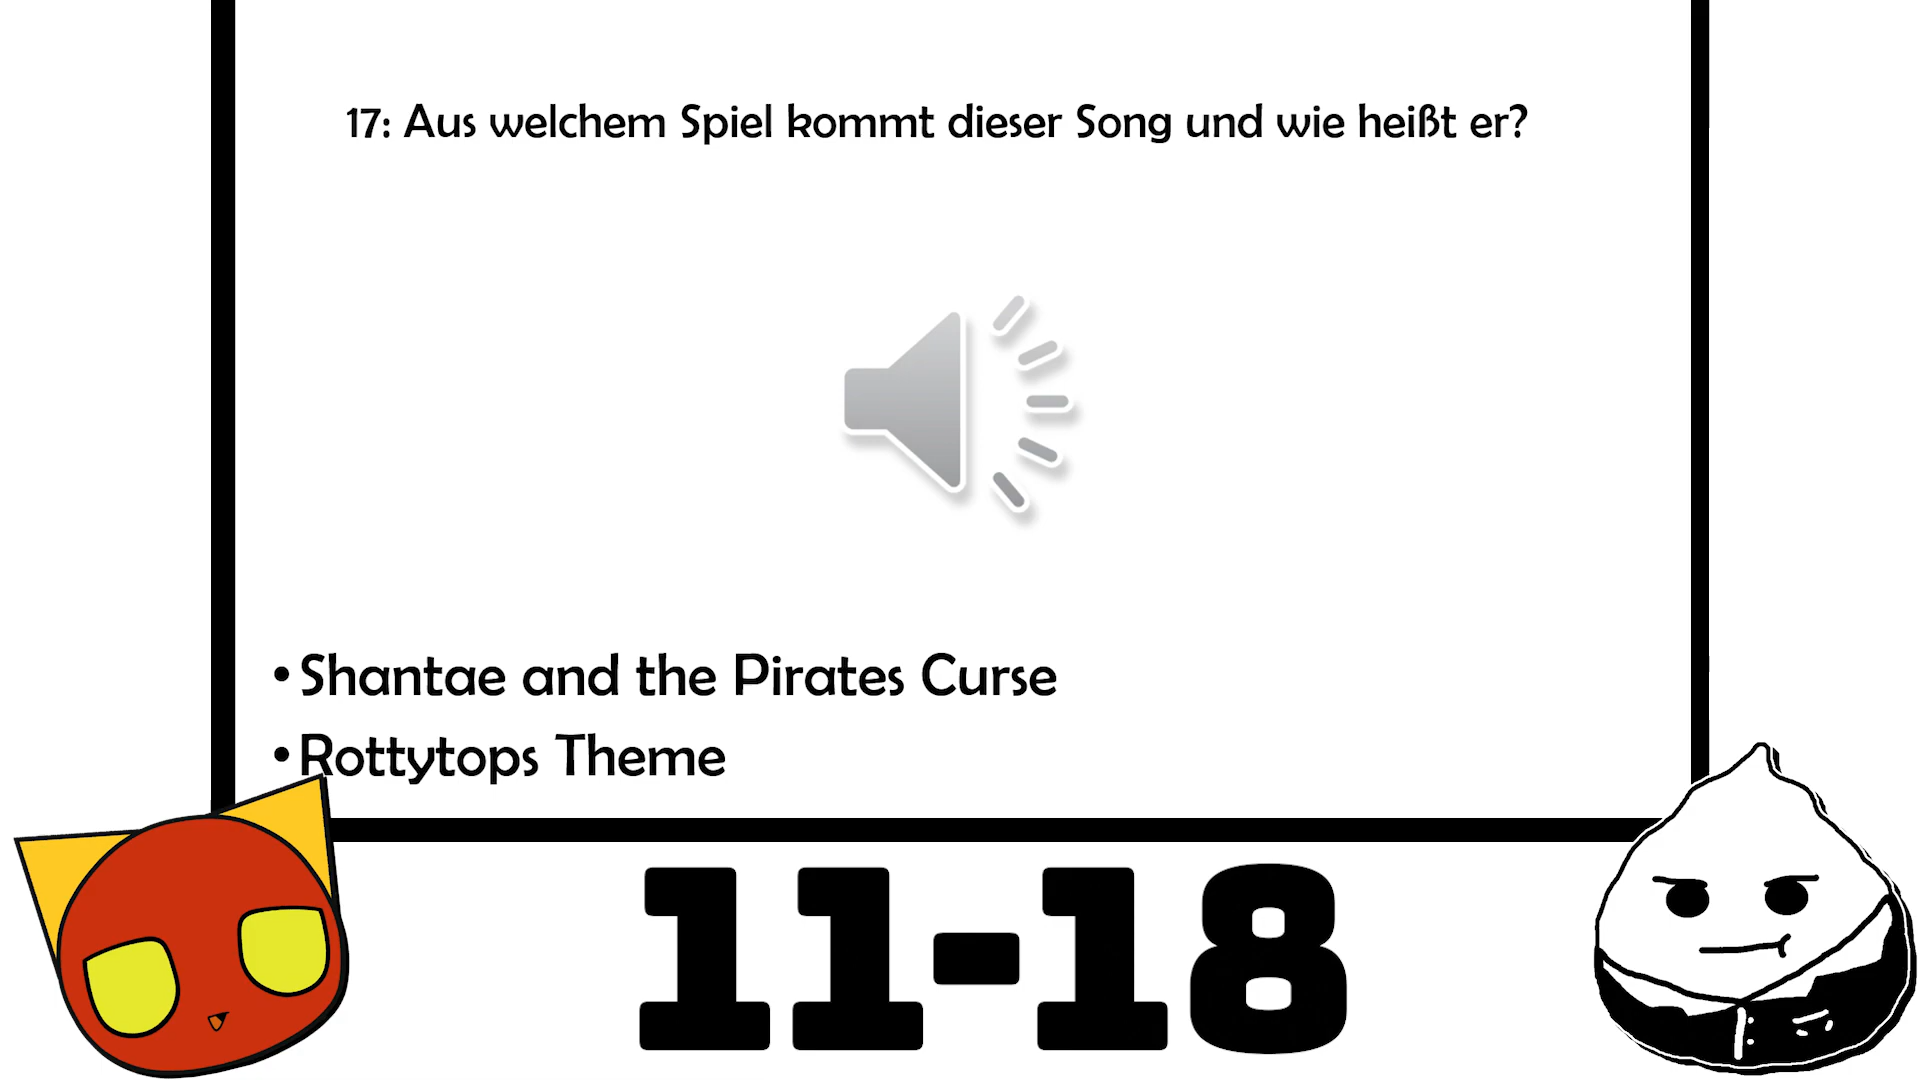 17: Aus welchem Spiel kommt dieser Song und wie heißt er?
• Shantae and the Pirates Curse
• Rottytops Theme
11-18